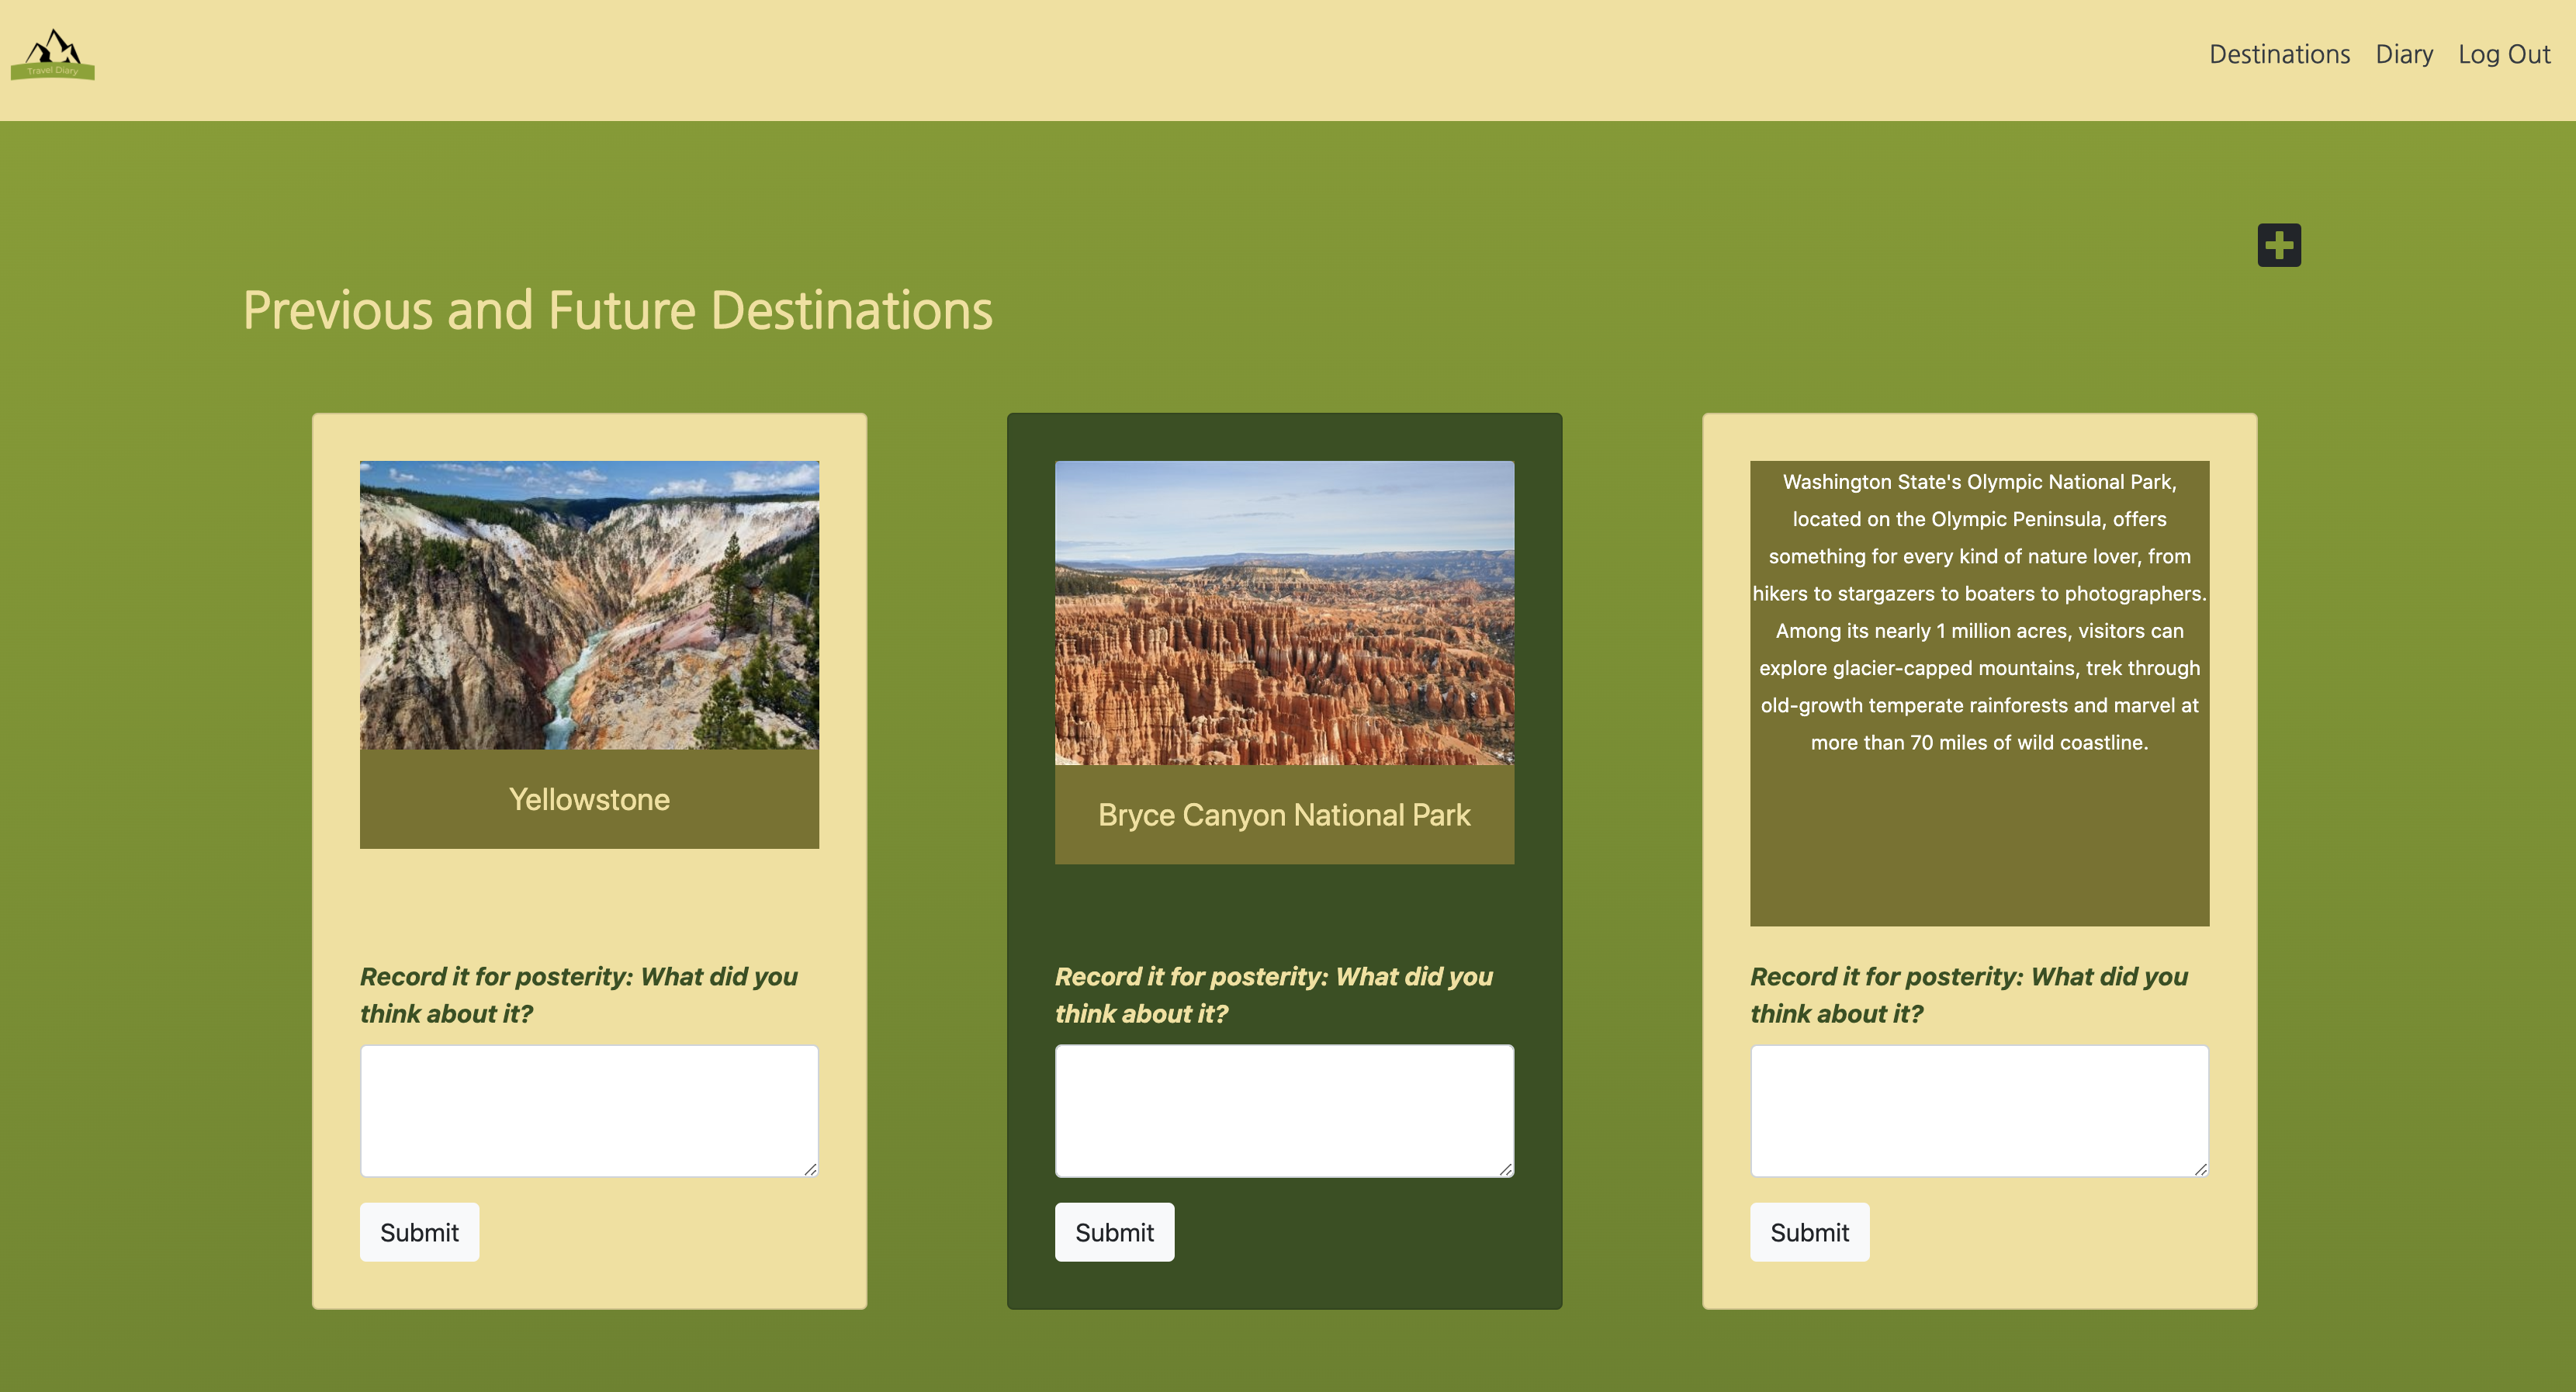 Travel Diary
Destinations Diary Log Out
Previous and Future Destinations
Yellowstone
Record it for posterity: What did you
think about it?
Submit
Bryce Canyon National Park
Record it for posterity: What did you
think about it?
Submit
Washington State's Olympic National Park,
located on the Olympic Peninsula, offers
something for every kind of nature lover, from
hikers to stargazers to boaters to photographers.
Among its nearly 1 million acres, visitors can
explore glacier-capped mountains, trek through
old-growth temperate rainforests and marvel at
more than 70 miles of wild coastline.
Record it for posterity: What did you
think about it?
Submit